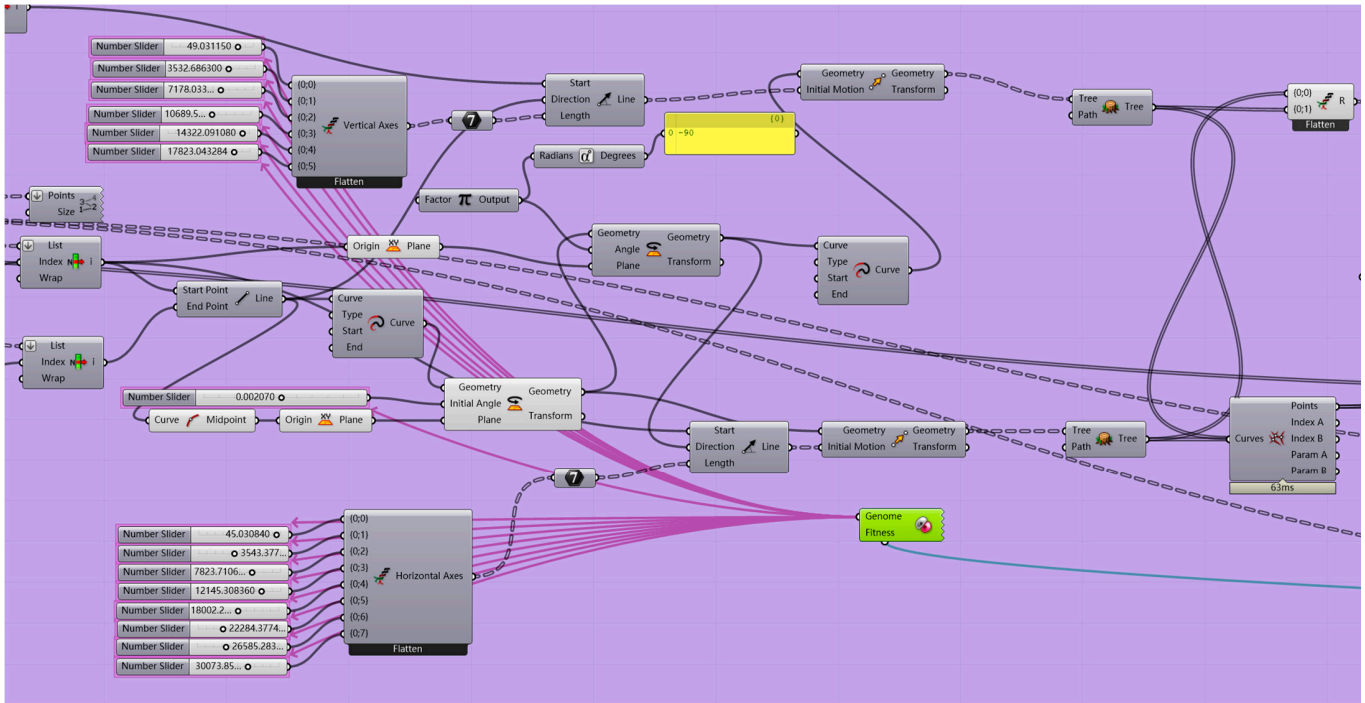 Number Slider 49.031150
Number Slider 3532.686300
Number Slider 7178.033...
Number Slider 10689.5...
Number Slider 14322.091080
Number Slider 17823.043284
{0;0}
{0;1}
{0;2}
{0;3}
{0;4}
{0;5}
Vertical Axes
Flatten
7
Start
Direction
Length
Line
Geometry
Initial Motion
Geometry
Transform
Tree
Path
Tree
{0;0}
{0;1}
R
Flatten
{0}
0 -90
Radians
Degrees
Factor
Output
Points
Size
List
Index
Wrap
i
Origin
Plane
Geometry
Angle
Plane
Geometry
Transform
Curve
Type
Start
End
Curve
Start Point
End Point
Line
Curve
Type
Start
End
Curve
List
Index
Wrap
i
Number Slider 0.002070
Curve
Midpoint
Origin
Plane
Geometry
Initial Angle
Plane
Geometry
Transform
Start
Direction
Length
Line
Geometry
Initial Motion
Geometry
Transform
Tree
Path
Tree
Curves
Points
Index A
Index B
Param A
Param B
63ms
7
Genome
Fitness
Number Slider 45.030840
Number Slider 3543.377...
Number Slider 7823.7106...
Number Slider 12145.308360
Number Slider 18002.2...
Number Slider 22284.3774...
Number Slider 26585.283...
Number Slider 30073.85...
{0;0}
{0;1}
{0;2}
{0;3}
{0;4}
{0;5}
{0;6}
{0;7}
Horizontal Axes
Flatten